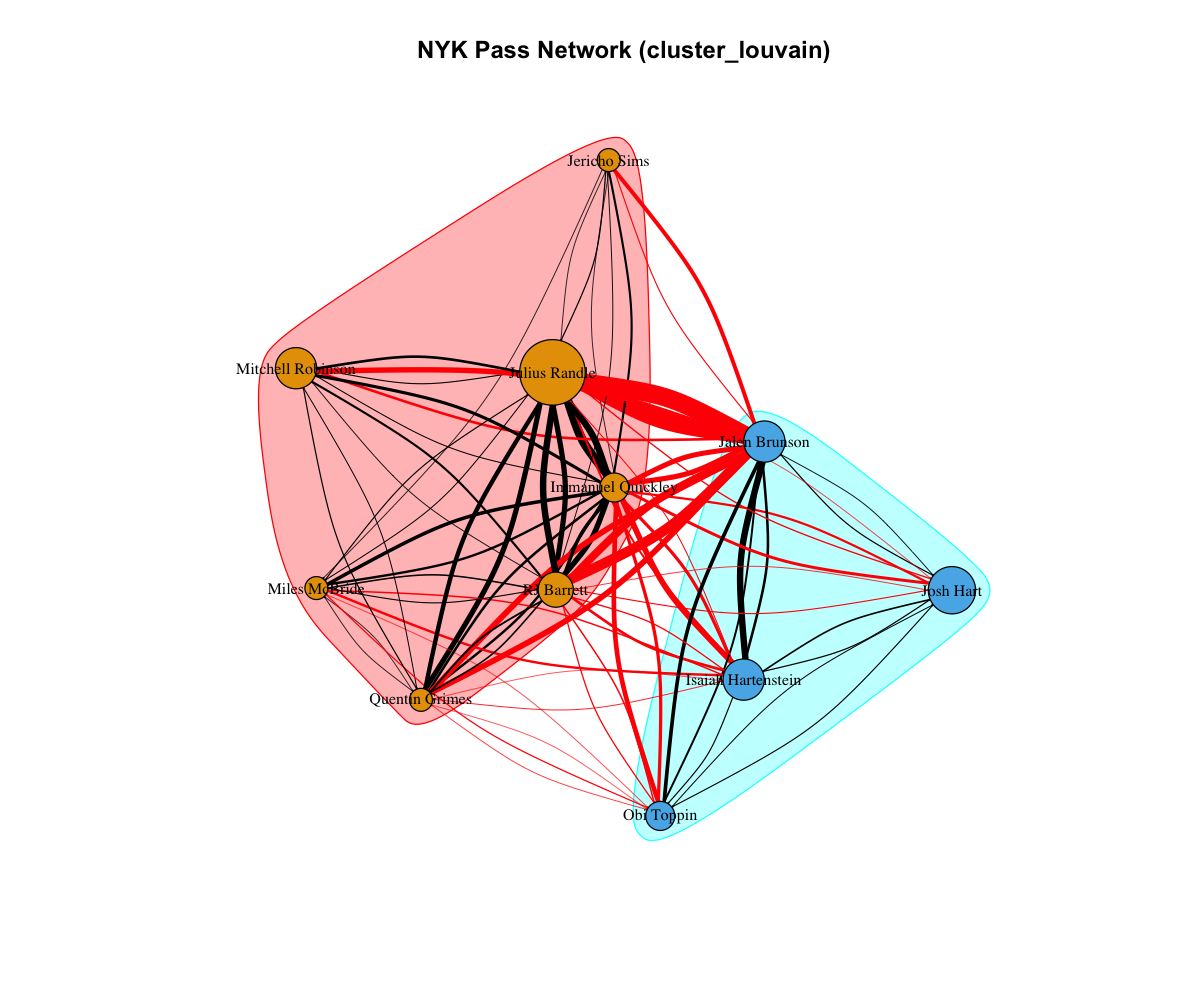 NYK Pass Network (cluster_louvain)
Jericho Sims
Mitchell Robinson
Julius Randle
Jalen Brunson
Immanuel Quickley
Miles McBride
RJ Barrett
Josh Hart
Isaiah Hartenstein
Quentin Grimes
Obi Toppin